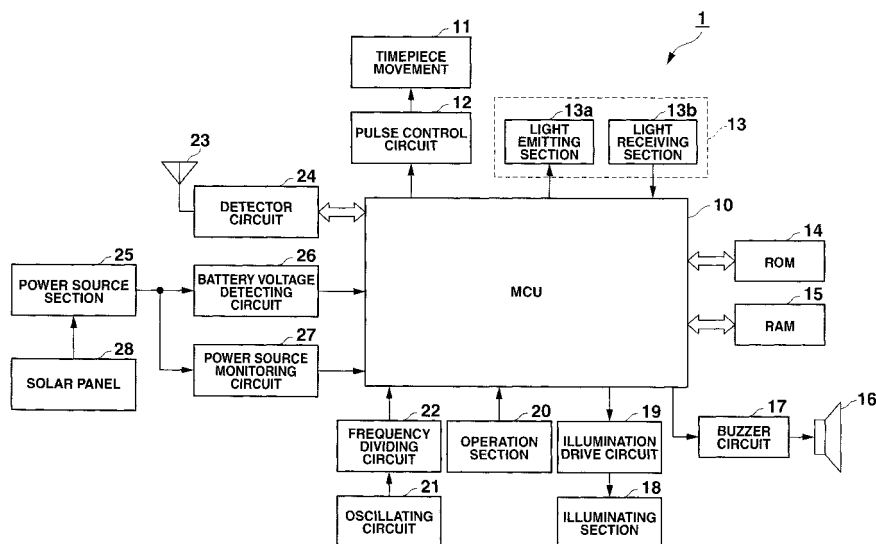 1
11
TIMEPIECE
MOVEMENT
12
PULSE CONTROL
CIRCUIT
13a
LIGHT
EMITTING
SECTION
13b
LIGHT
RECEIVING
SECTION
13
23
24
DETECTOR
CIRCUIT
10
MCU
14
ROM
15
RAM
25
POWER SOURCE
SECTION
26
BATTERY VOLTAGE
DETECTING
CIRCUIT
27
POWER SOURCE
MONITORING
CIRCUIT
28
SOLAR PANEL
22
FREQUENCY
DIVIDING
CIRCUIT
20
OPERATION
SECTION
19
ILLUMINATION
DRIVE CIRCUIT
17
BUZZER
CIRCUIT
16
21
OSCILLATING
CIRCUIT
18
ILLUMINATING
SECTION